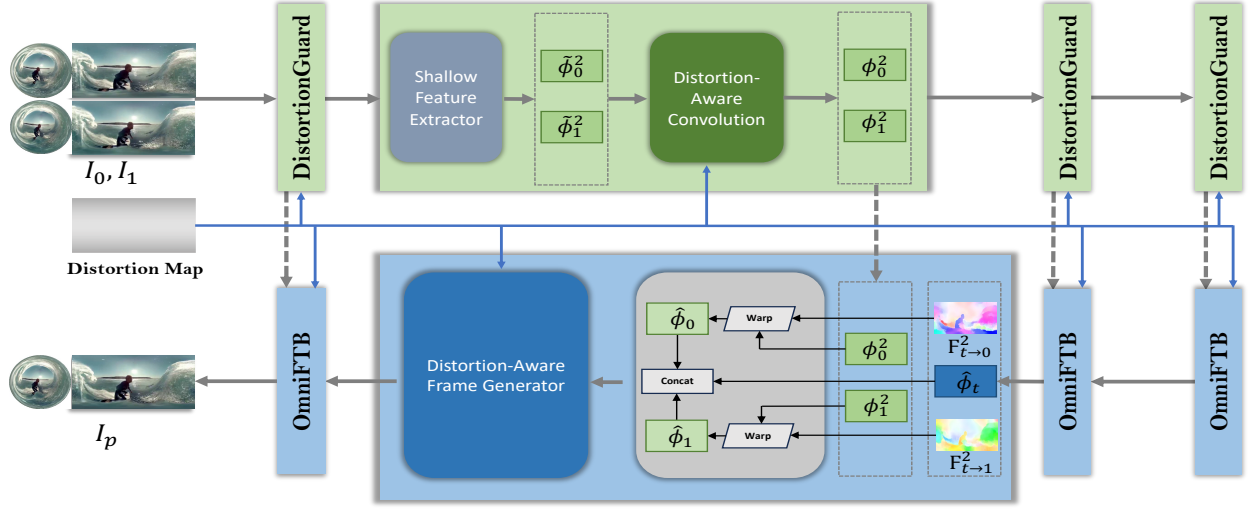 DistortionGuard
Shallow
Feature
Extractor
ϕ̃₀²
ϕ̃₁²
Distortion-
Aware
Convolution
ϕ₀²
ϕ₁²
DistortionGuard
DistortionGuard
I₀, I₁
Distortion Map
OmniFTB
Distortion-Aware
Frame Generator
ϕ̂₀
Warp
Concat
ϕ̂₁
Warp
ϕ₀²
ϕ₁²
F²ₜ→₀
ϕ̂ₜ
F²ₜ→₁
OmniFTB
OmniFTB
Iₚ